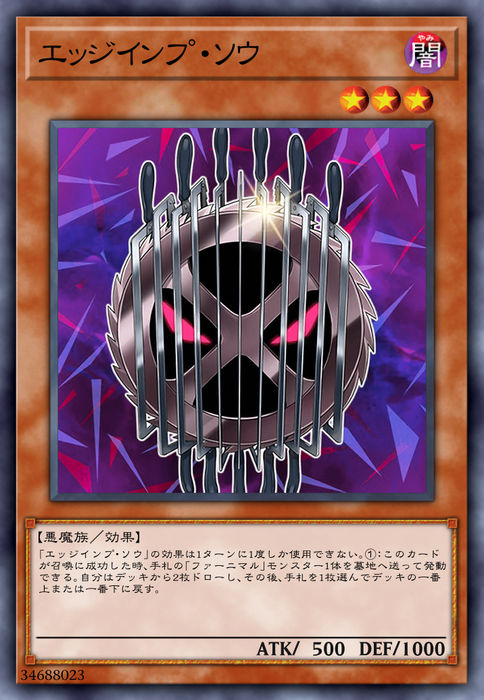 エッジインプ・ソウ
やみ
闇
【悪魔族／効果】
「エッジインプ・ソウ」の効果は1ターンに1度しか使用できない。①：このカード
が召喚に成功した時、手札の「ファーニマル」モンスター1体を墓地へ送って発動
できる。自分はデッキから2枚ドローし、その後、手札を1枚選んでデッキの一番
上または一番下に戻す。
ATK/ 500 DEF/1000
34688023